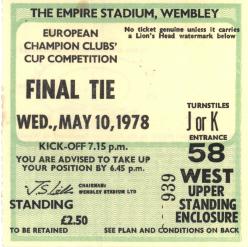 THE EMPIRE STADIUM, WEMBLEY
EUROPEAN
CHAMPION CLUBS'
CUP COMPETITION
No ticket genuine unless it carries
a Lion's Head watermark below
FINAL TIE
WED., MAY 10, 1978
TURNSTILES
J or K
KICK-OFF 7.15 p.m.
YOU ARE ADVISED TO TAKE UP
YOUR POSITION BY 6.45 p.m.
ENTRANCE
58
CHAIRMAN:
WEMBLEY STADIUM LTD
939
WEST
UPPER
STANDING
ENCLOSURE
STANDING
£2.50
TO BE RETAINED
SEE PLAN AND CONDITIONS ON BACK